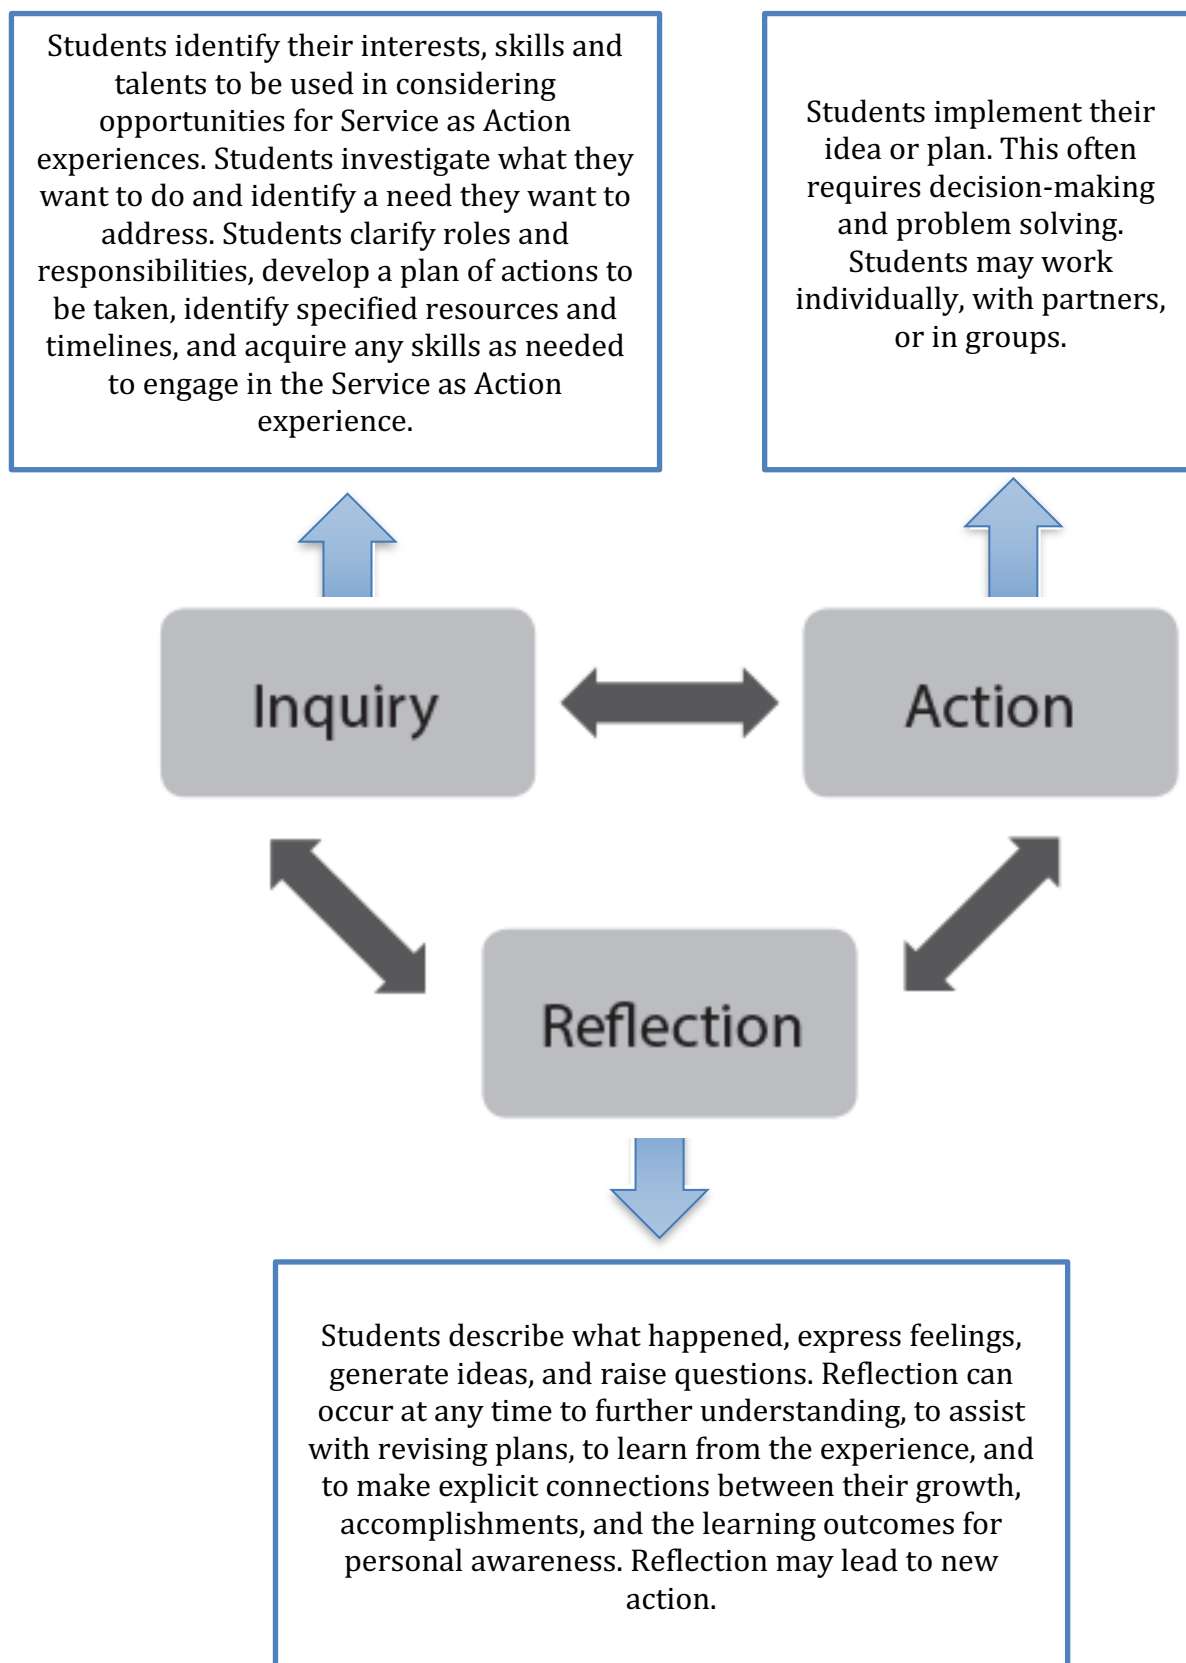 Students identify their interests, skills and
talents to be used in considering
opportunities for Service as Action
experiences. Students investigate what they
want to do and identify a need they want to
address. Students clarify roles and
responsibilities, develop a plan of actions to
be taken, identify specified resources and
timelines, and acquire any skills as needed
to engage in the Service as Action
experience.
Students implement their
idea or plan. This often
requires decision-making
and problem solving.
Students may work
individually, with partners,
or in groups.
Inquiry
Action
Reflection
Students describe what happened, express feelings,
generate ideas, and raise questions. Reflection can
occur at any time to further understanding, to assist
with revising plans, to learn from the experience, and
to make explicit connections between their growth,
accomplishments, and the learning outcomes for
personal awareness. Reflection may lead to new
action.